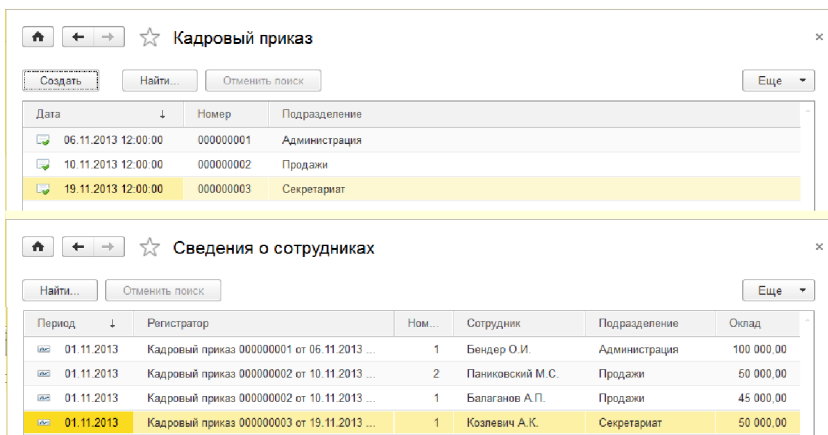 Кадровый приказ
Создать Найти... Отменить поиск Еще
Дата Номер Подразделение
06.11.2013 12:00:00 000000001 Администрация
10.11.2013 12:00:00 000000002 Продажи
19.11.2013 12:00:00 000000003 Секретариат
Сведения о сотрудниках
Найти... Отменить поиск Еще
Период Регистратор Ном... Сотрудник Подразделение Оклад
01.11.2013 Кадровый приказ 000000001 от 06.11.2013 ... 1 Бендер О.И. Администрация 100 000,00
01.11.2013 Кадровый приказ 000000002 от 10.11.2013 ... 2 Паниковский М.С. Продажи 50 000,00
01.11.2013 Кадровый приказ 000000002 от 10.11.2013 ... 1 Балаганов А.П. Продажи 45 000,00
01.11.2013 Кадровый приказ 000000003 от 19.11.2013 ... 1 Козлевич А.К. Секретариат 50 000,00